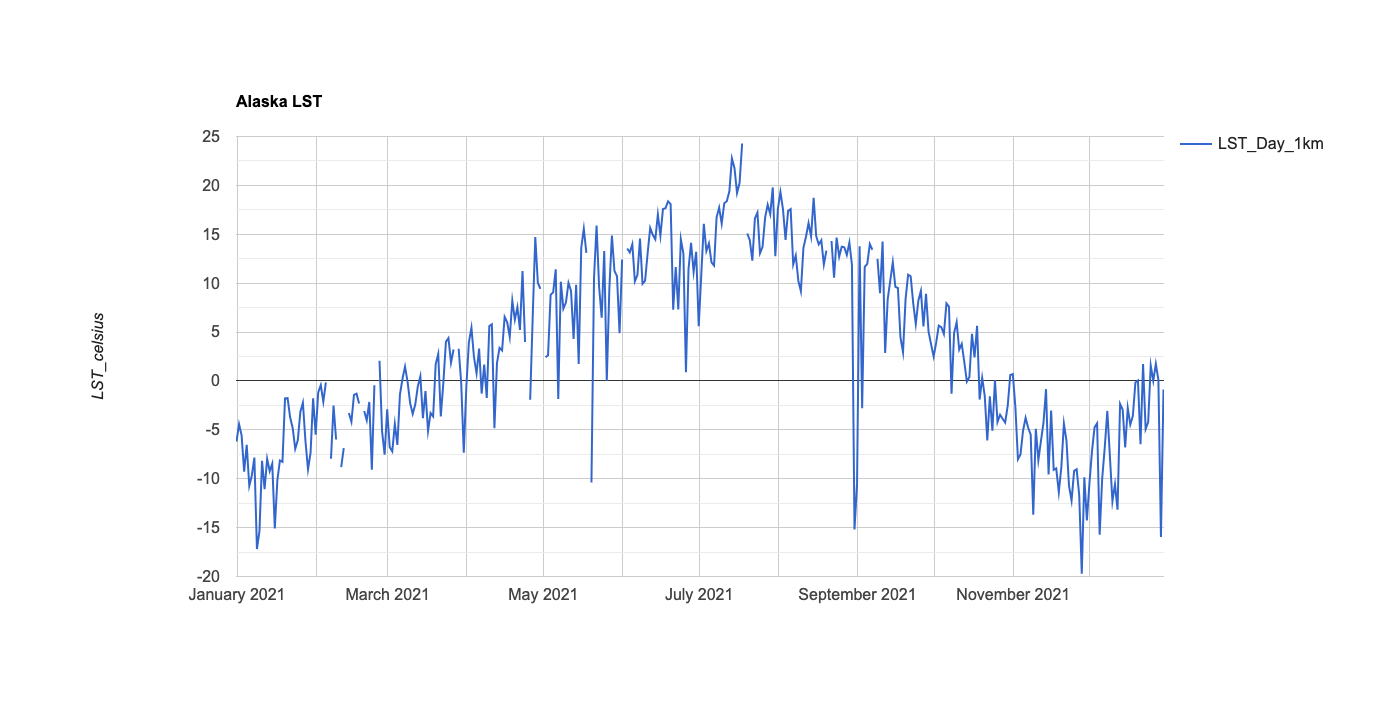 Alaska LST
25
20
15
10
5
0
-5
-10
-15
-20
LST_celsius
January 2021
March 2021
May 2021
July 2021
September 2021
November 2021
LST_Day_1km